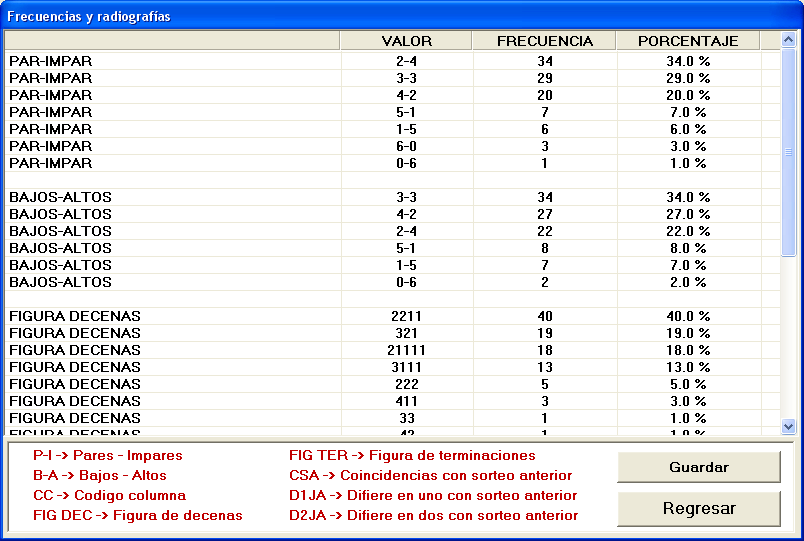 Frecuencias y radiografías
VALOR FRECUENCIA PORCENTAJE
PAR-IMPAR 2-4 34 34.0 %
PAR-IMPAR 3-3 29 29.0 %
PAR-IMPAR 4-2 20 20.0 %
PAR-IMPAR 5-1 7 7.0 %
PAR-IMPAR 1-5 6 6.0 %
PAR-IMPAR 6-0 3 3.0 %
PAR-IMPAR 0-6 1 1.0 %
BAJOS-ALTOS 3-3 34 34.0 %
BAJOS-ALTOS 4-2 27 27.0 %
BAJOS-ALTOS 2-4 22 22.0 %
BAJOS-ALTOS 5-1 8 8.0 %
BAJOS-ALTOS 1-5 7 7.0 %
BAJOS-ALTOS 0-6 2 2.0 %
FIGURA DECENAS 2211 40 40.0 %
FIGURA DECENAS 321 19 19.0 %
FIGURA DECENAS 21111 18 18.0 %
FIGURA DECENAS 3111 13 13.0 %
FIGURA DECENAS 222 5 5.0 %
FIGURA DECENAS 411 3 3.0 %
FIGURA DECENAS 33 1 1.0 %
FIGURA DECENAS 42 1 1.0 %
P-I -> Pares - Impares
B-A -> Bajos - Altos
CC -> Codigo columna
FIG DEC -> Figura de decenas
FIG TER -> Figura de terminaciones
CSA -> Coincidencias con sorteo anterior
D1JA -> Difiere en uno con sorteo anterior
D2JA -> Difiere en dos con sorteo anterior
Guardar
Regresar